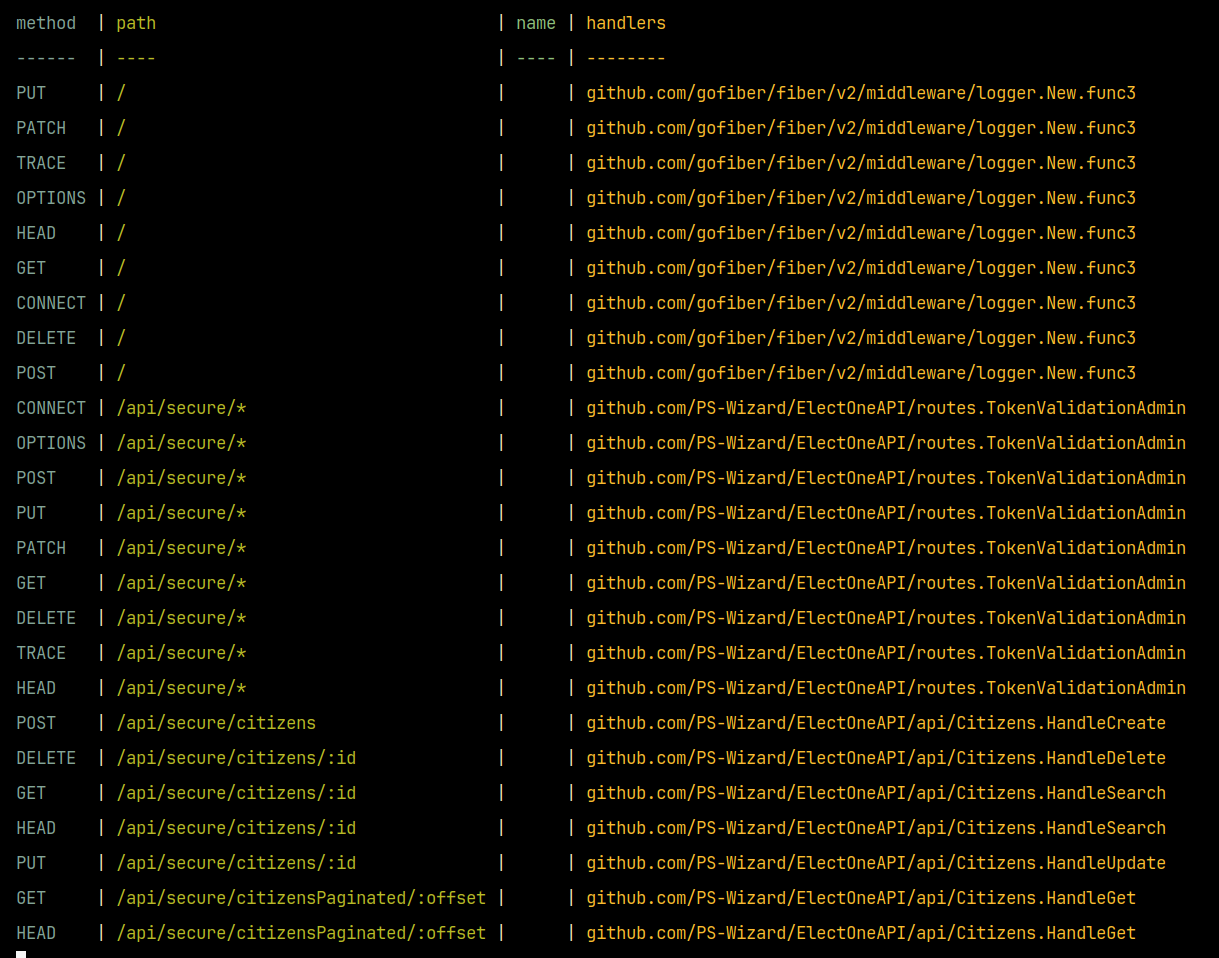 method  | path                                  | name | handlers
------  | ----                                  | ---- | --------
PUT     | /                                     |      | github.com/gofiber/fiber/v2/middleware/logger.New.func3
PATCH   | /                                     |      | github.com/gofiber/fiber/v2/middleware/logger.New.func3
TRACE   | /                                     |      | github.com/gofiber/fiber/v2/middleware/logger.New.func3
OPTIONS | /                                     |      | github.com/gofiber/fiber/v2/middleware/logger.New.func3
HEAD    | /                                     |      | github.com/gofiber/fiber/v2/middleware/logger.New.func3
GET     | /                                     |      | github.com/gofiber/fiber/v2/middleware/logger.New.func3
CONNECT | /                                     |      | github.com/gofiber/fiber/v2/middleware/logger.New.func3
DELETE  | /                                     |      | github.com/gofiber/fiber/v2/middleware/logger.New.func3
POST    | /                                     |      | github.com/gofiber/fiber/v2/middleware/logger.New.func3
CONNECT | /api/secure/*                         |      | github.com/PS-Wizard/ElectOneAPI/routes.TokenValidationAdmin
OPTIONS | /api/secure/*                         |      | github.com/PS-Wizard/ElectOneAPI/routes.TokenValidationAdmin
POST    | /api/secure/*                         |      | github.com/PS-Wizard/ElectOneAPI/routes.TokenValidationAdmin
PUT     | /api/secure/*                         |      | github.com/PS-Wizard/ElectOneAPI/routes.TokenValidationAdmin
PATCH   | /api/secure/*                         |      | github.com/PS-Wizard/ElectOneAPI/routes.TokenValidationAdmin
GET     | /api/secure/*                         |      | github.com/PS-Wizard/ElectOneAPI/routes.TokenValidationAdmin
DELETE  | /api/secure/*                         |      | github.com/PS-Wizard/ElectOneAPI/routes.TokenValidationAdmin
TRACE   | /api/secure/*                         |      | github.com/PS-Wizard/ElectOneAPI/routes.TokenValidationAdmin
HEAD    | /api/secure/*                         |      | github.com/PS-Wizard/ElectOneAPI/routes.TokenValidationAdmin
POST    | /api/secure/citizens                  |      | github.com/PS-Wizard/ElectOneAPI/api/Citizens.HandleCreate
DELETE  | /api/secure/citizens/:id              |      | github.com/PS-Wizard/ElectOneAPI/api/Citizens.HandleDelete
GET     | /api/secure/citizens/:id              |      | github.com/PS-Wizard/ElectOneAPI/api/Citizens.HandleSearch
HEAD    | /api/secure/citizens/:id              |      | github.com/PS-Wizard/ElectOneAPI/api/Citizens.HandleSearch
PUT     | /api/secure/citizens/:id              |      | github.com/PS-Wizard/ElectOneAPI/api/Citizens.HandleUpdate
GET     | /api/secure/citizensPaginated/:offset |      | github.com/PS-Wizard/ElectOneAPI/api/Citizens.HandleGet
HEAD    | /api/secure/citizensPaginated/:offset |      | github.com/PS-Wizard/ElectOneAPI/api/Citizens.HandleGet